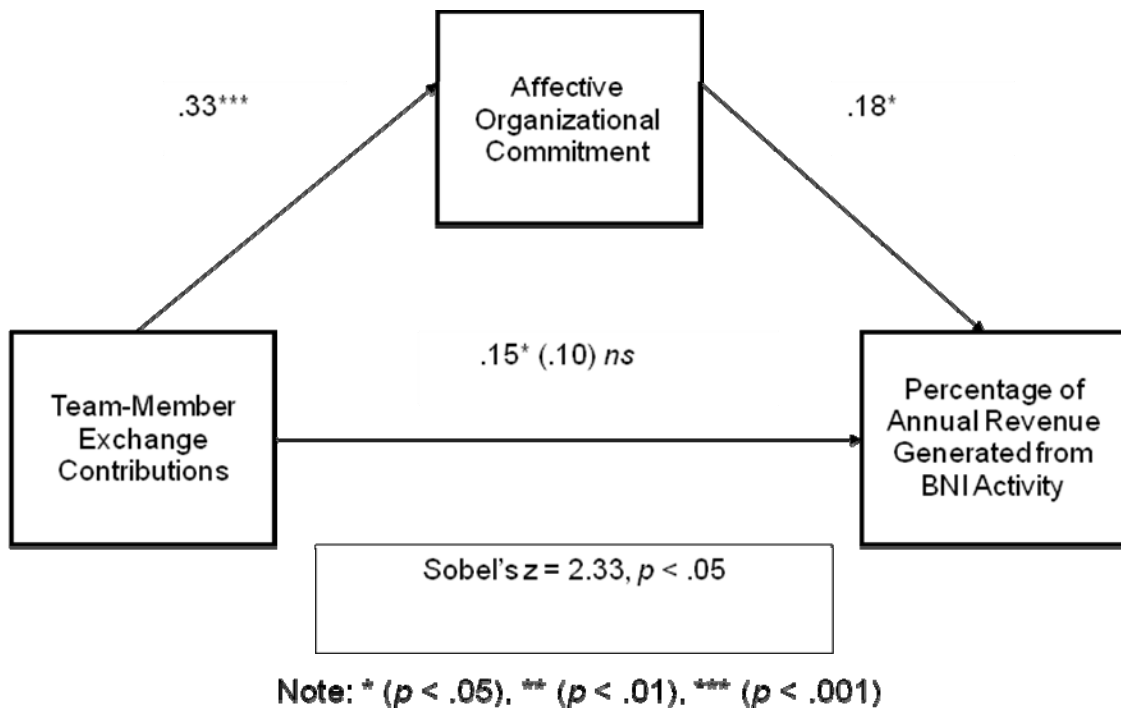 .33***
Affective
Organizational
Commitment
.18*
.15* (.10) ns
Team-Member
Exchange
Contributions
Percentage of
Annual Revenue
Generated from
BNI Activity
Sobel's z = 2.33, p < .05
Note: * (p < .05), ** (p < .01), *** (p < .001)